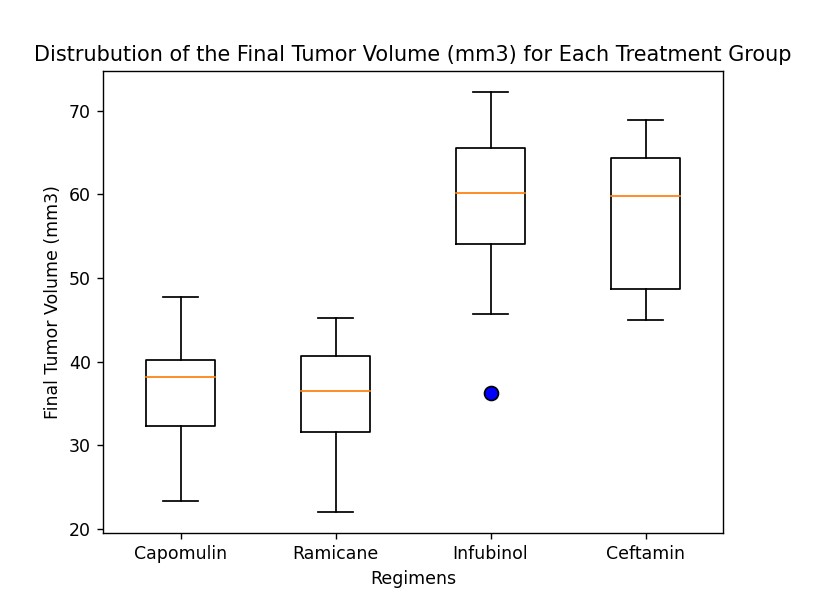 Distrubution of the Final Tumor Volume (mm3) for Each Treatment Group
Final Tumor Volume (mm3)
70
60
50
40
30
20
Capomulin Ramicane Infubinol Ceftamin
Regimens